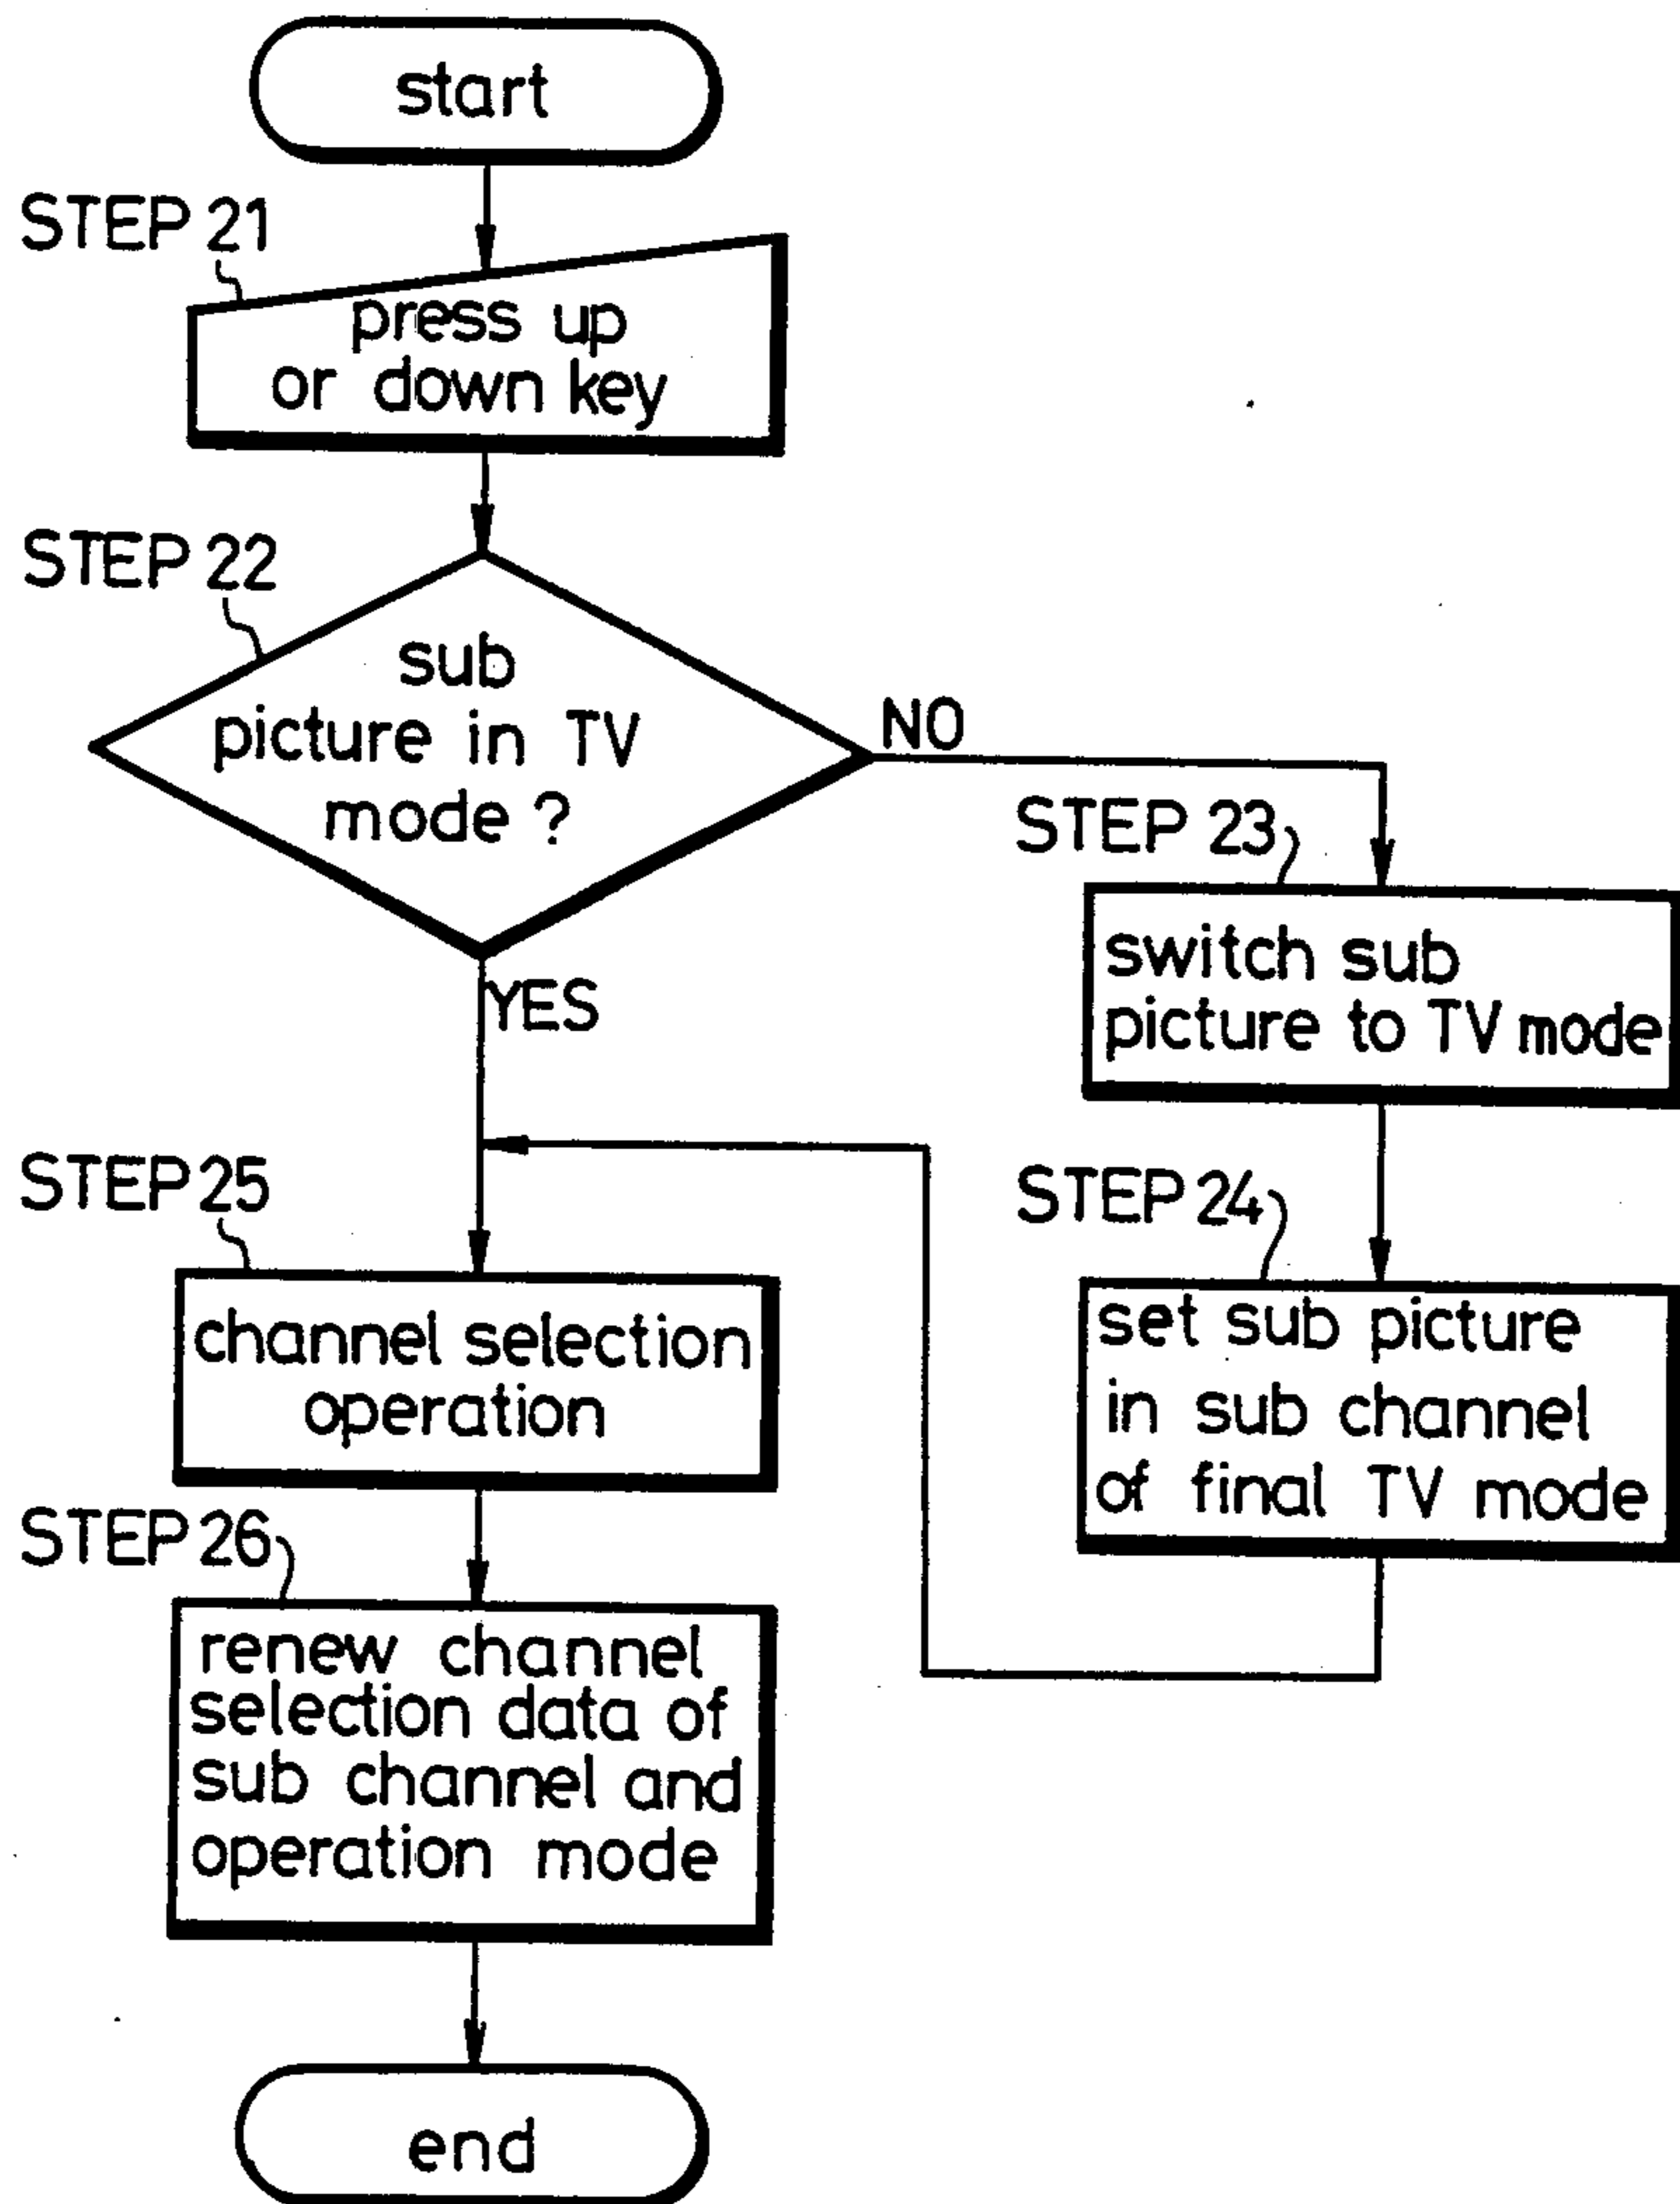 start
STEP 21
press up
or down key
STEP 22
sub
picture in TV
mode ?
NO
YES
STEP 23
switch sub
picture to TV mode
STEP 24
set sub picture
in sub channel
of final TV mode
STEP 25
channel selection
operation
STEP 26
renew channel
selection data of
sub channel and
operation mode
end